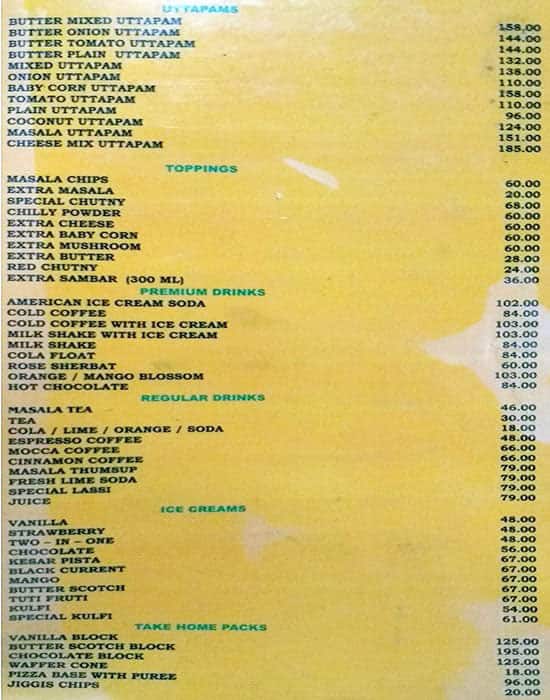 UTTAPAMS
BUTTER MIXED UTTAPAM 158.00
BUTTER ONION UTTAPAM 144.00
BUTTER TOMATO UTTAPAM 144.00
BUTTER PLAIN UTTAPAM 132.00
MIXED UTTAPAM 138.00
ONION UTTAPAM 110.00
BABY CORN UTTAPAM 158.00
TOMATO UTTAPAM 110.00
PLAIN UTTAPAM 96.00
COCONUT UTTAPAM 124.00
MASALA UTTAPAM 151.00
CHEESE MIX UTTAPAM 185.00
TOPPINGS
MASALA CHIPS 60.00
EXTRA MASALA 20.00
SPECIAL CHUTNY 68.00
CHILLY POWDER 60.00
EXTRA CHEESE 60.00
EXTRA BABY CORN 60.00
EXTRA MUSHROOM 60.00
EXTRA BUTTER 28.00
RED CHUTNY 24.00
EXTRA SAMBAR (300 ML) 36.00
PREMIUM DRINKS
AMERICAN ICE CREAM SODA 102.00
COLD COFFEE 84.00
COLD COFFEE WITH ICE CREAM 103.00
MILK SHAKE WITH ICE CREAM 103.00
MILK SHAKE 84.00
COLA FLOAT 84.00
ROSE SHERBAT 60.00
ORANGE / MANGO BLOSSOM 103.00
HOT CHOCOLATE 84.00
REGULAR DRINKS
MASALA TEA 46.00
TEA 30.00
COLA / LIME / ORANGE / SODA 18.00
ESPRESSO COFFEE 48.00
MOCCA COFFEE 66.00
CINNAMON COFFEE 66.00
MASALA THUMSUP 79.00
FRESH LIME SODA 79.00
SPECIAL LASSI 79.00
JUICE 79.00
ICE CREAMS
VANILLA 48.00
STRAWBERRY 48.00
TWO - IN - ONE 48.00
CHOCOLATE 56.00
KESAR PISTA 67.00
BLACK CURRENT 67.00
MANGO 67.00
BUTTER SCOTCH 67.00
TUTI FRUTI 67.00
KULFI 54.00
SPECIAL KULFI 61.00
TAKE HOME PACKS
VANILLA BLOCK 125.00
BUTTER SCOTCH BLOCK 195.00
CHOCOLATE BLOCK 125.00
WAFFER CONE 18.00
PIZZA BASE WITH PUREE 96.00
JIGGIS CHIPS 20.00